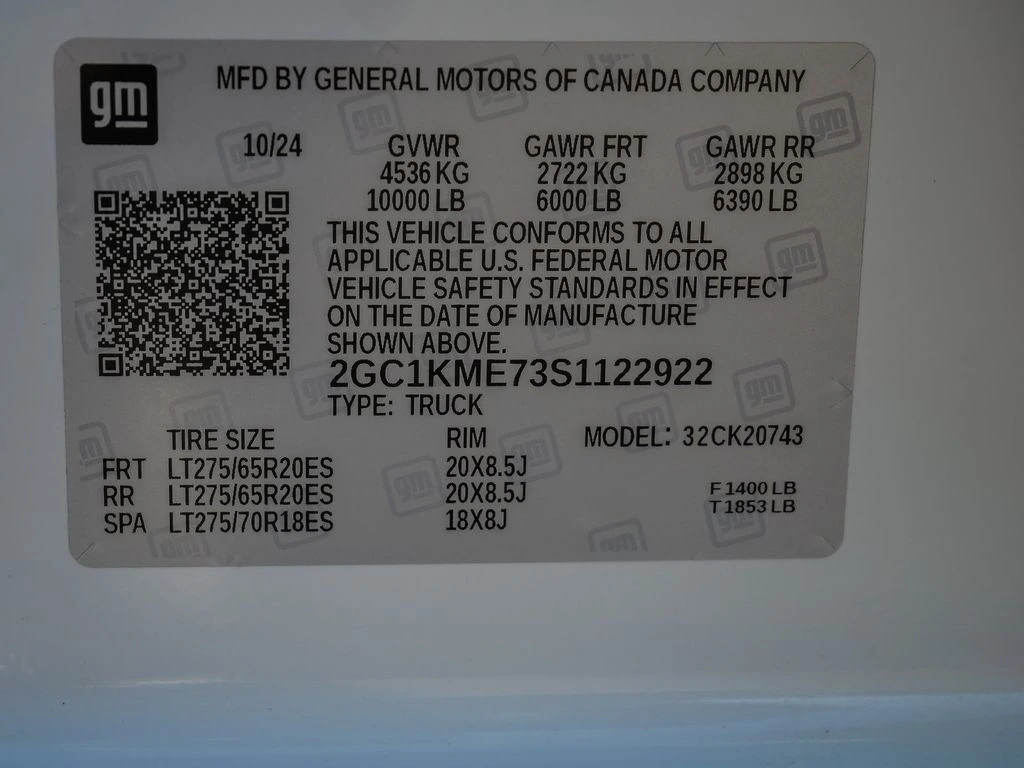 gm
MFD BY GENERAL MOTORS OF CANADA COMPANY
10/24 GVWR GAWR FRT GAWR RR
4536 KG 2722 KG 2898 KG
10000 LB 6000 LB 6390 LB
THIS VEHICLE CONFORMS TO ALL
APPLICABLE U.S. FEDERAL MOTOR
VEHICLE SAFETY STANDARDS IN EFFECT
ON THE DATE OF MANUFACTURE
SHOWN ABOVE.
2GC1KME73S1122922
TYPE: TRUCK
TIRE SIZE RIM MODEL: 32CK20743
FRT LT275/65R20ES 20X8.5J
RR LT275/65R20ES 20X8.5J F 1400 LB
SPA LT275/70R18ES 18X8J T 1853 LB